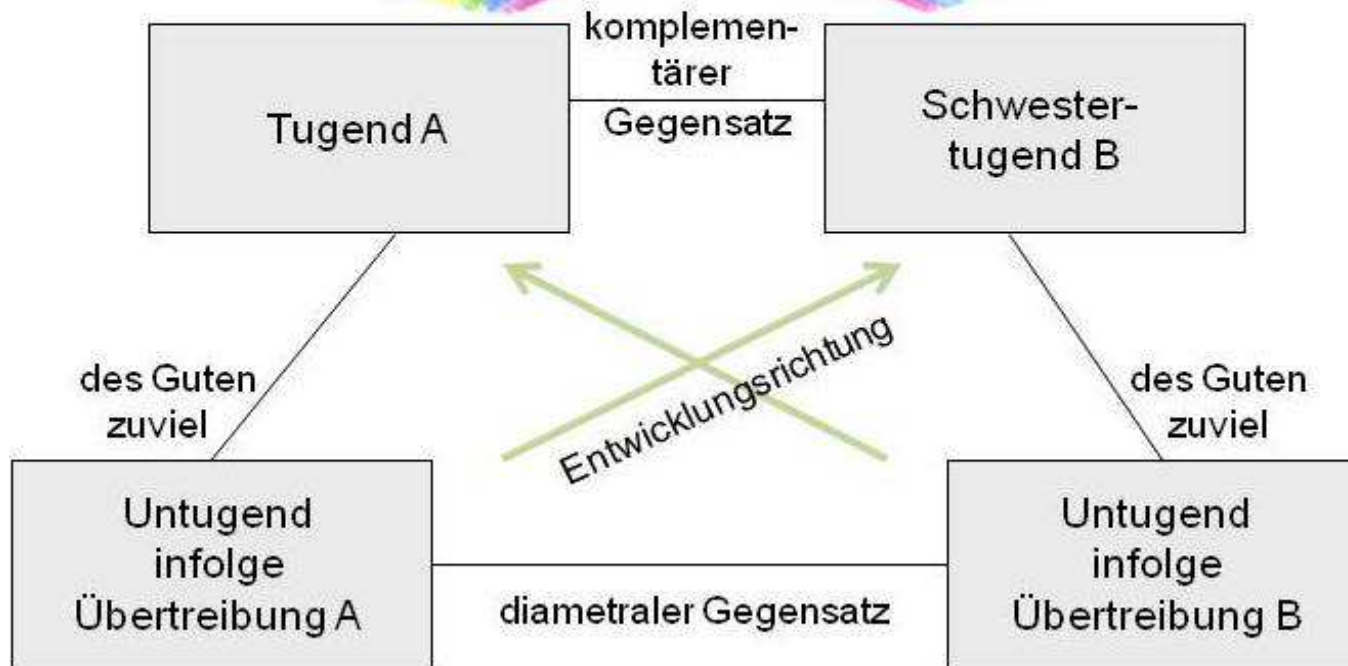 komplemen-
tärer
Gegensatz
Tugend A
Schwester-
tugend B
des Guten
zuviel
Entwicklungsrichtung
des Guten
zuviel
Untugend
infolge
Übertreibung A
diametraler Gegensatz
Untugend
infolge
Übertreibung B